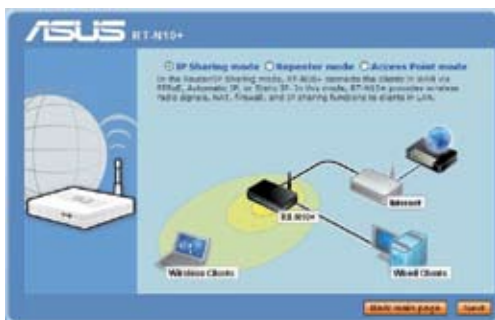 ASUS RT-N10+
IP Sharing mode Repeater mode Access Point mode
In the Router/IP Sharing mode, RT-N10+ connects the clients in WAN via
PPPoE, Automatic IP, or Static IP. In this mode, RT-N10+ provides wireless
radio signals, NAT, firewall, and IP sharing functions to clients in LAN.
Internet
RT-N10+
Wireless Clients
Wired Clients
Back main page Next